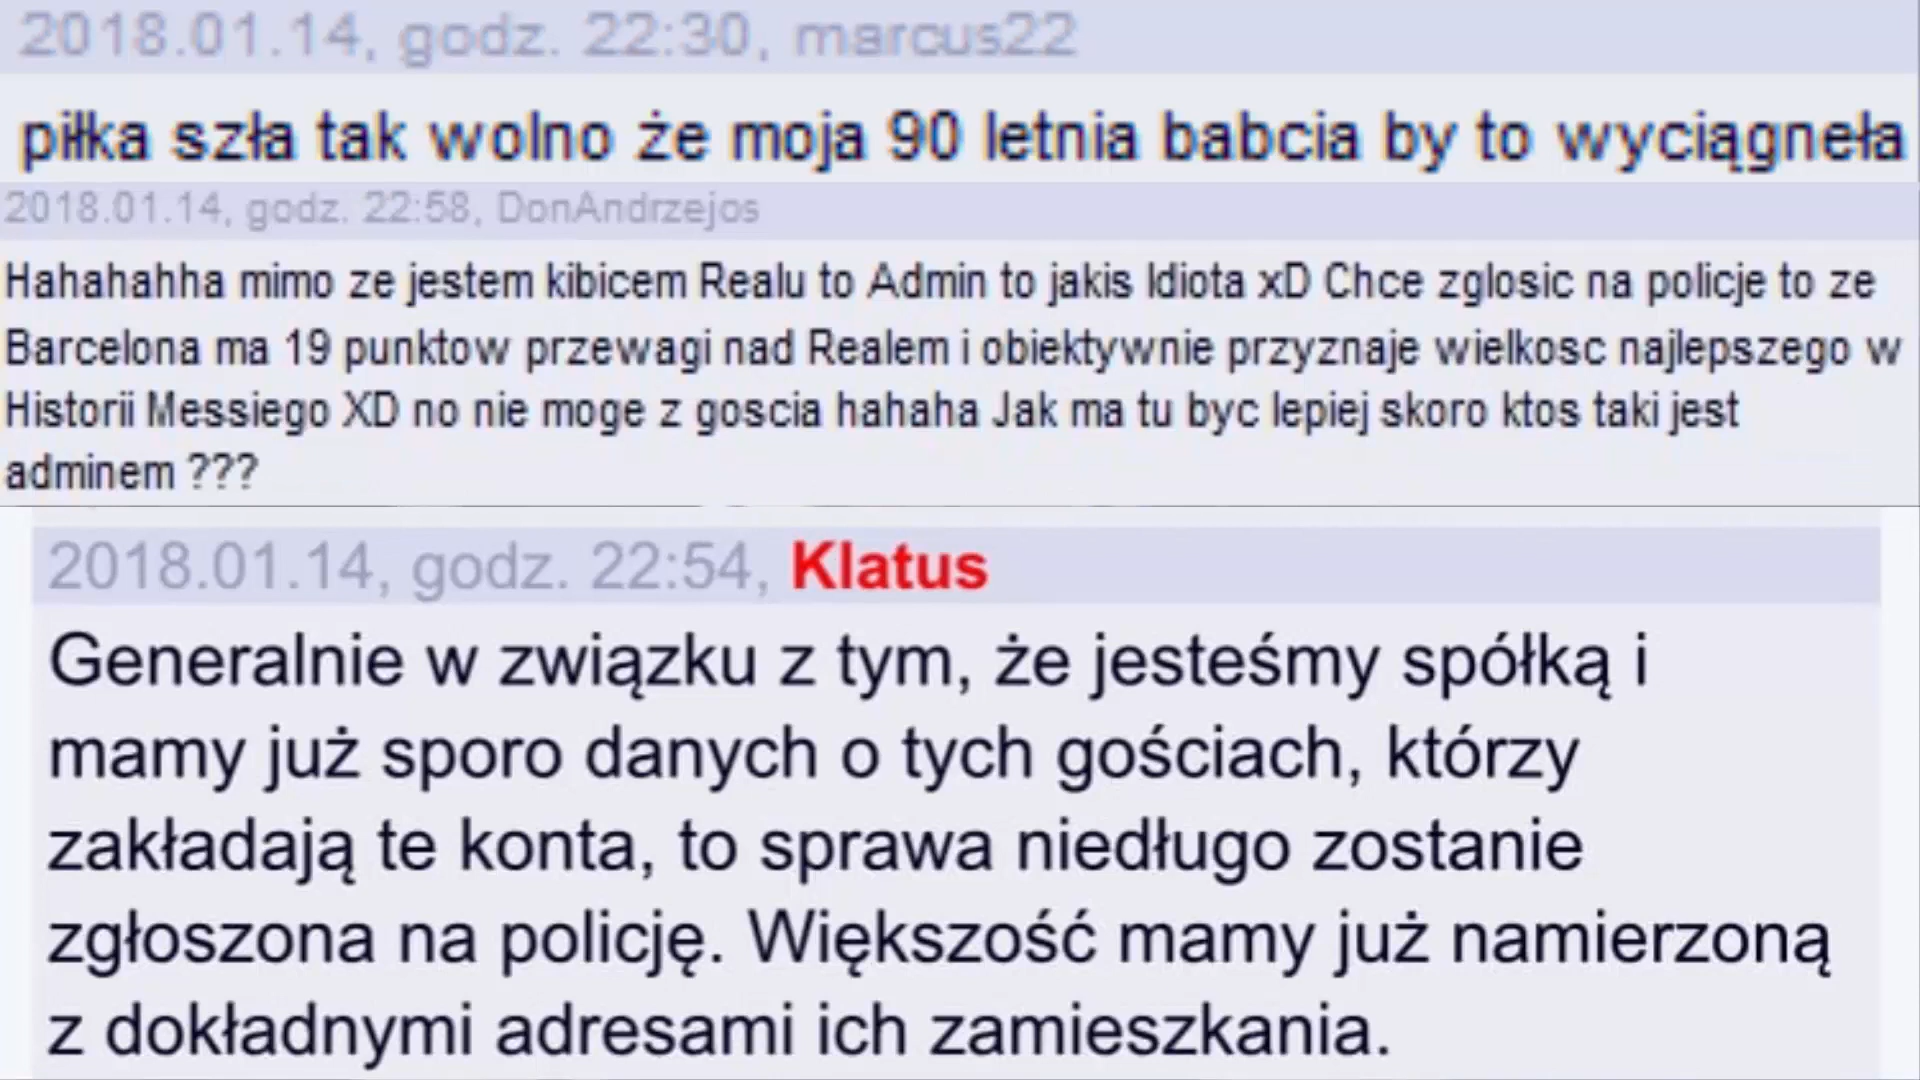 2018.01.14, godz. 22:30, marcus22
piłka szła tak wolno że moja 90 letnia babcia by to wyciągneła
2018.01.14, godz. 22:58, DonAndrzejos
Hahahahha mimo ze jestem kibicem Realu to Admin to jakis Idiota xD Chce zglosic na policje to ze
Barcelona ma 19 punktow przewagi nad Realem i obiektywnie przyznaje wielkosc najlepszego w
Historii Messiego XD no nie moge z goscia hahaha Jak ma tu byc lepiej skoro ktos taki jest
adminem ???
2018.01.14, godz. 22:54, Klatus
Generalnie w związku z tym, że jesteśmy spółką i
mamy już sporo danych o tych gościach, którzy
zakładają te konta, to sprawa niedługo zostanie
zgłoszona na policję. Większość mamy już namierzoną
z dokładnymi adresami ich zamieszkania.